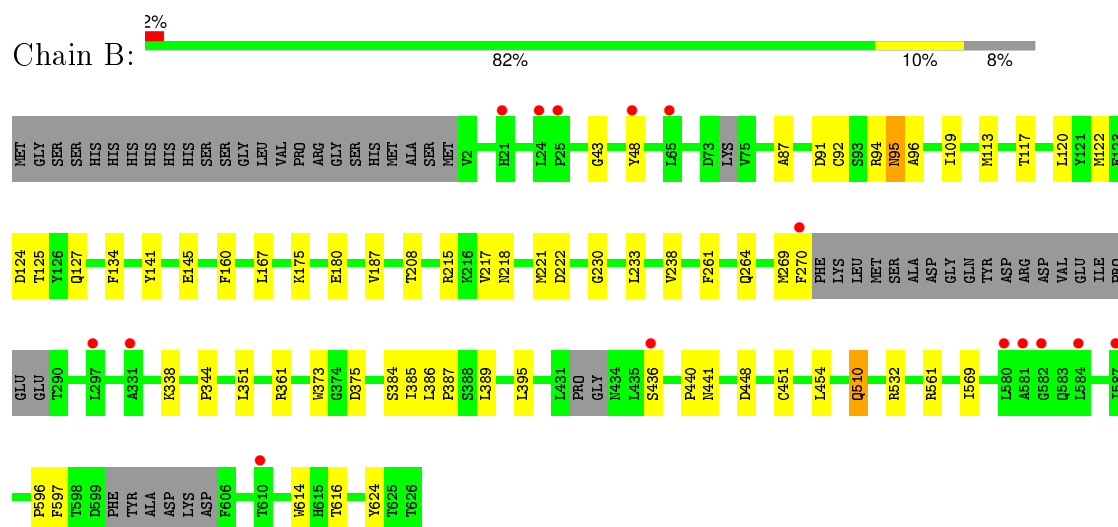 2%
Chain B:
82% 10% 8%
MET GLY SER SER HIS HIS HIS HIS HIS HIS HIS HIS SER SER GLY LEU VAL PRO ARG GLY SER HIS MET ALA SER MET V2 H21 L24 P25 G43 Y48 L65 D73 LYS V75 A87 D91 C92 S93 R94 N95 A96 I109 M113 T117 L120 Y121 M122 E123
D124 T125 Y126 Q127 F134 Y141 E145 F160 L167 K175 E180 V187 T208 R215 K216 V217 N218 M221 D222 G230 L233 V238 F261 Q264 M269 F270 PHE LYS LEU MET SER ALA ASP GLY GLN TYR ASP ARG ASP VAL GLU ILE PRO
GLU GLU T290 L297 A331 K338 P344 L351 R361 W373 G374 D375 S384 I385 L386 P387 S388 L389 L395 L431 PRO GLY N434 L435 S436 P440 N441 D448 C451 L454 Q510 R532 R561 I569 L580 A581 G582 Q583 L584 I587
P596 F597 T598 D599 PHE TYR ALA ASP LYS ASP F606 T610 W614 H615 T616 Y624 T625 T626